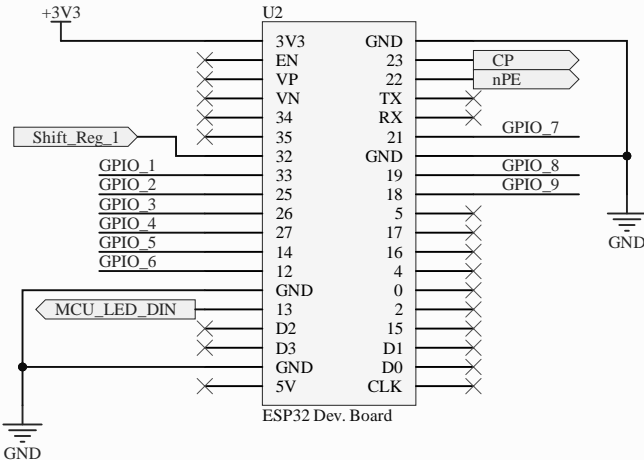 +3V3
U2
3V3 GND
EN 23 CP
VP 22 nPE
VN TX
34 RX
35 21 GPIO_7
Shift_Reg_1 32 GND
GPIO_1 33 19 GPIO_8
GPIO_2 25 18 GPIO_9
GPIO_3 26 5
GPIO_4 27 17
GPIO_5 14 16
GPIO_6 12 4
GND 0
MCU_LED_DIN 13 2
D2 15
D3 D1
GND D0
5V CLK
ESP32 Dev. Board
GND
GND